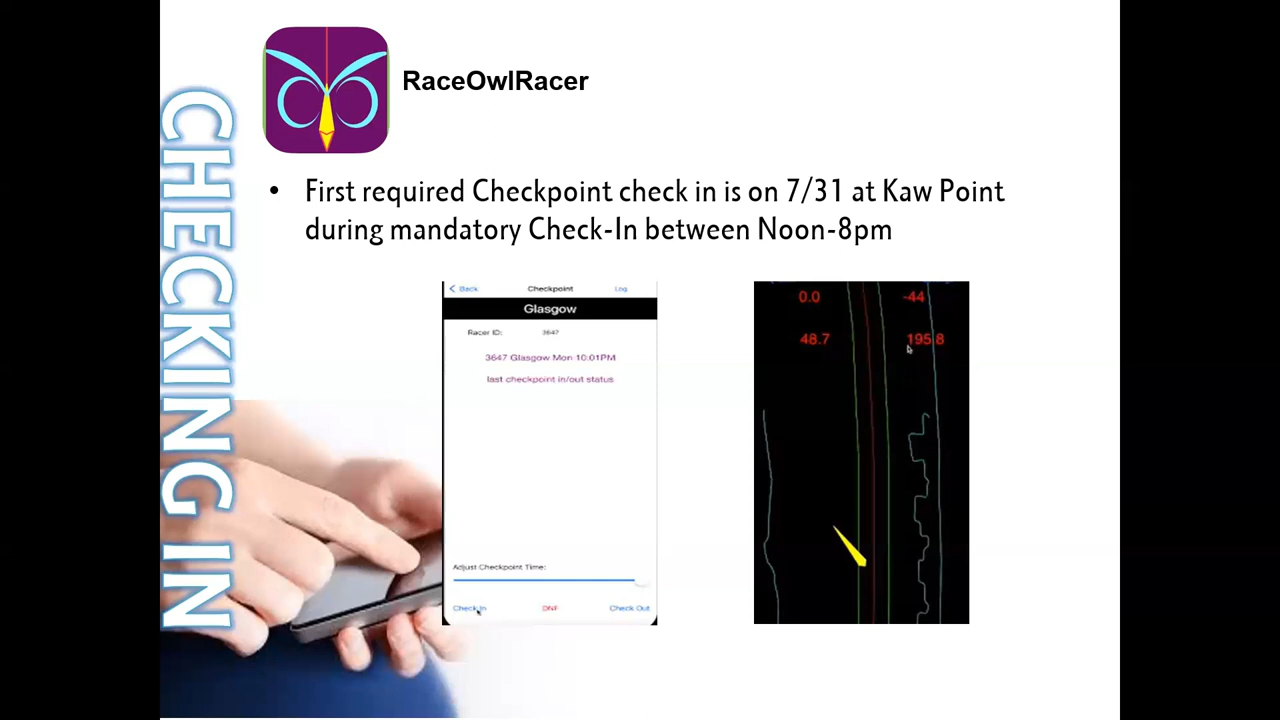 CHECKING IN
RaceOwlRacer
• First required Checkpoint check in is on 7/31 at Kaw Point
during mandatory Check-In between Noon-8pm
Back Checkpoint Log
Glasgow
Racer ID: 3647
3647 Glasgow Mon 10:01PM
last checkpoint in/out status
Adjust Checkpoint Time:
Check In DNF Check Out
0.0 -44
48.7 195.8